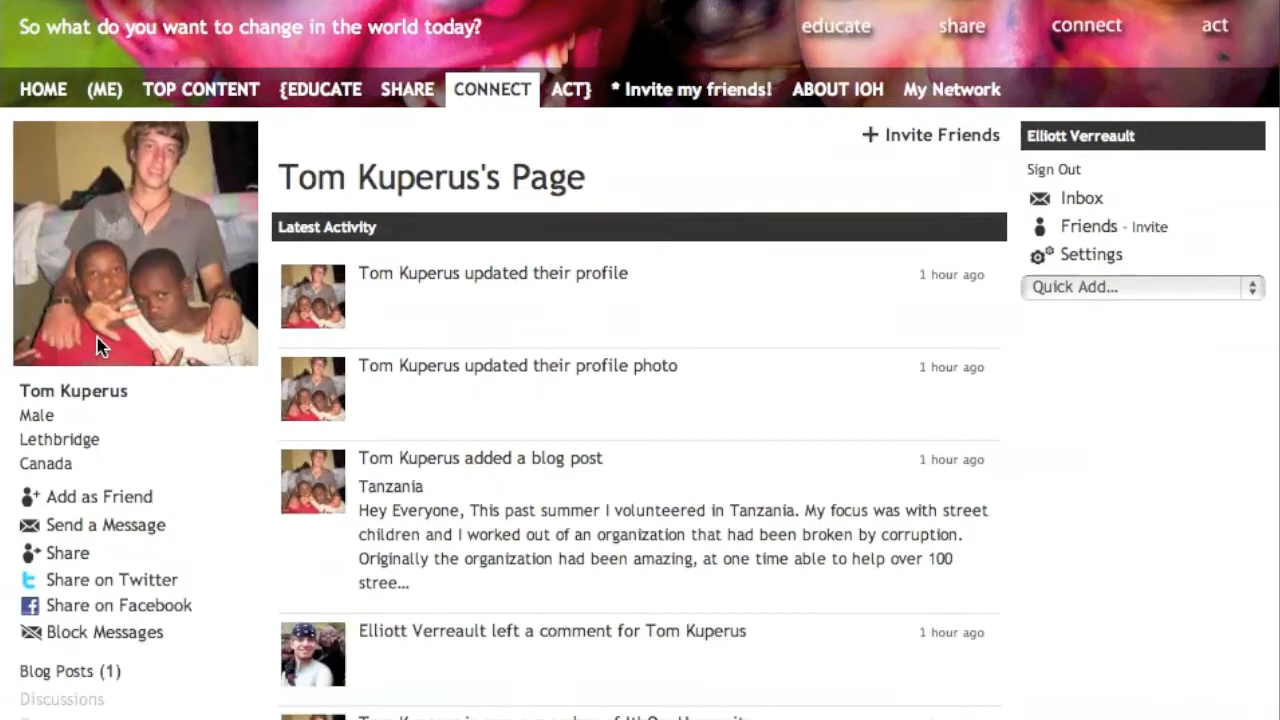 So what do you want to change in the world today?
educate share connect act
HOME (ME) TOP CONTENT {EDUCATE SHARE CONNECT ACT} * Invite my friends! ABOUT IOH My Network
+ Invite Friends
Elliott Verreault
Sign Out
Inbox
Friends - Invite
Settings
Quick Add...
Tom Kuperus's Page
Latest Activity
Tom Kuperus updated their profile 1 hour ago
Tom Kuperus updated their profile photo 1 hour ago
Tom Kuperus added a blog post 1 hour ago
Tanzania
Hey Everyone, This past summer I volunteered in Tanzania. My focus was with street
children and I worked out of an organization that had been broken by corruption.
Originally the organization had been amazing, at one time able to help over 100
stree...
Elliott Verreault left a comment for Tom Kuperus 1 hour ago
Tom Kuperus
Male
Lethbridge
Canada
Add as Friend
Send a Message
Share
Share on Twitter
Share on Facebook
Block Messages
Blog Posts (1)
Discussions